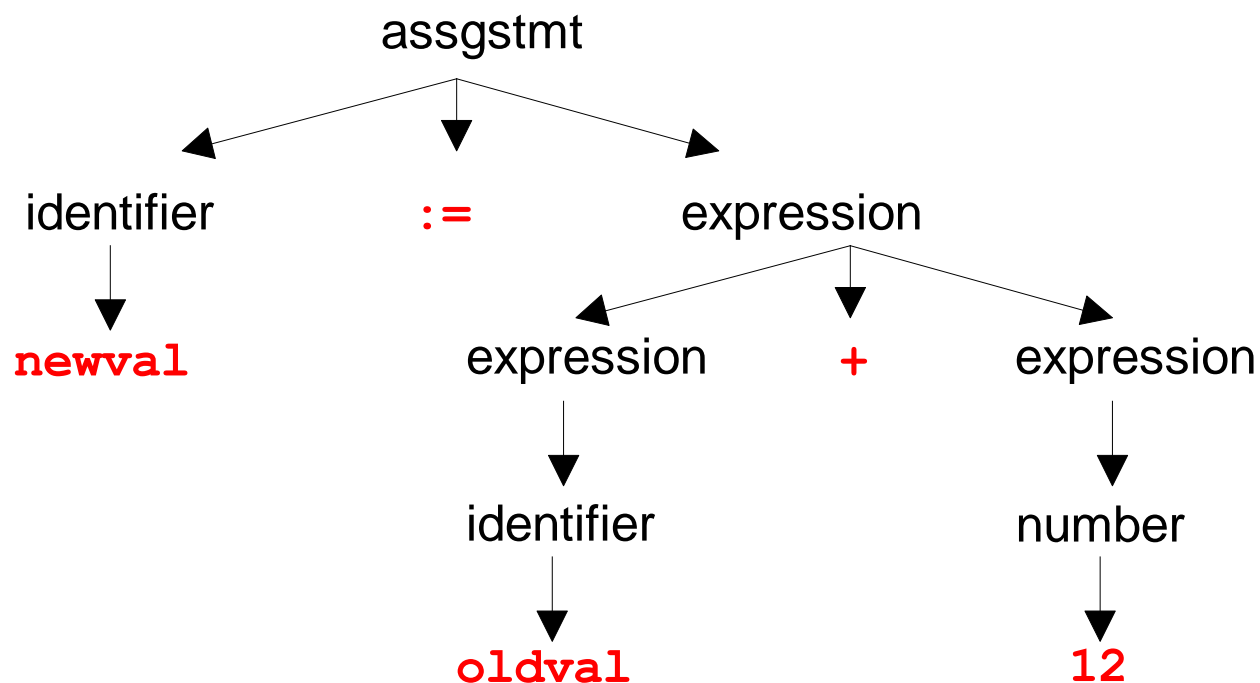 assgstmt
identifier := expression
newval expression + expression
identifier number
oldval 12